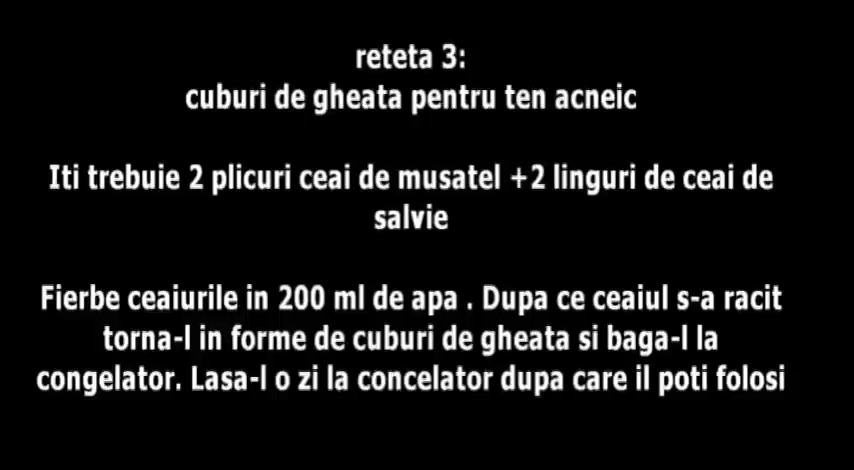 reteta 3:
cuburi de gheata pentru ten acneic
Iti trebuie 2 plicuri ceai de musatel +2 linguri de ceai de
salvie
Fierbe ceaiurile in 200 ml de apa . Dupa ce ceaiul s-a racit
torna-l in forme de cuburi de gheata si baga-l la
congelator. Lasa-l o zi la concelator dupa care il poti folosi